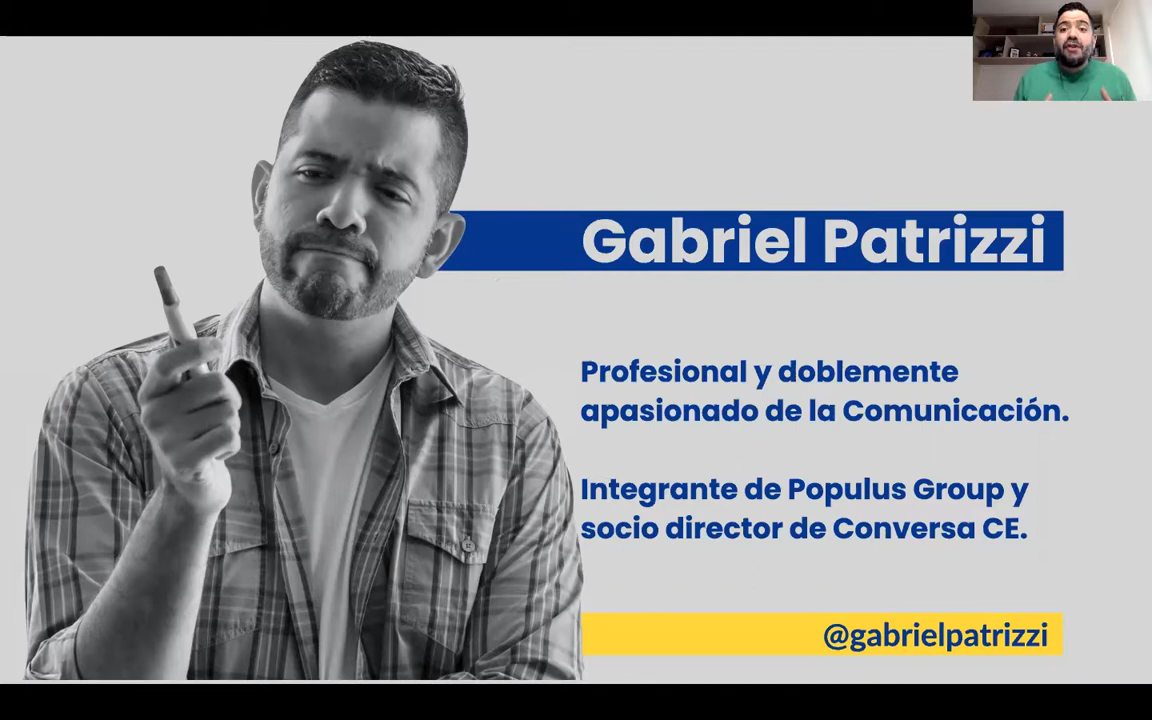 Gabriel Patrizzi
Profesional y doblemente
apasionado de la Comunicación.
Integrante de Populus Group y
socio director de Conversa CE.
@gabrielpatrizzi